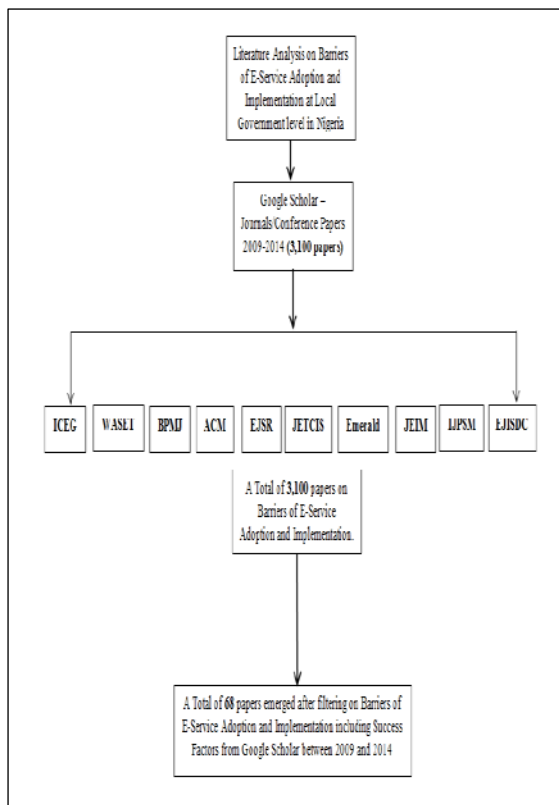 Literature Analysis on Barriers
of E-Service Adoption and
Implementation at Local
Government level in Nigeria
Google Scholar –
Journals/Conference Papers
2009-2014 (3,100 papers)
ICEG
WASET
BPMJ
ACM
EJSR
JETCIS
Emerald
JEIM
IJPSM
EJISDC
A Total of 3,100 papers on
Barriers of E-Service
Adoption and Implementation.
A Total of 68 papers emerged after filtering on Barriers of
E-Service Adoption and Implementation including Success
Factors from Google Scholar between 2009 and 2014